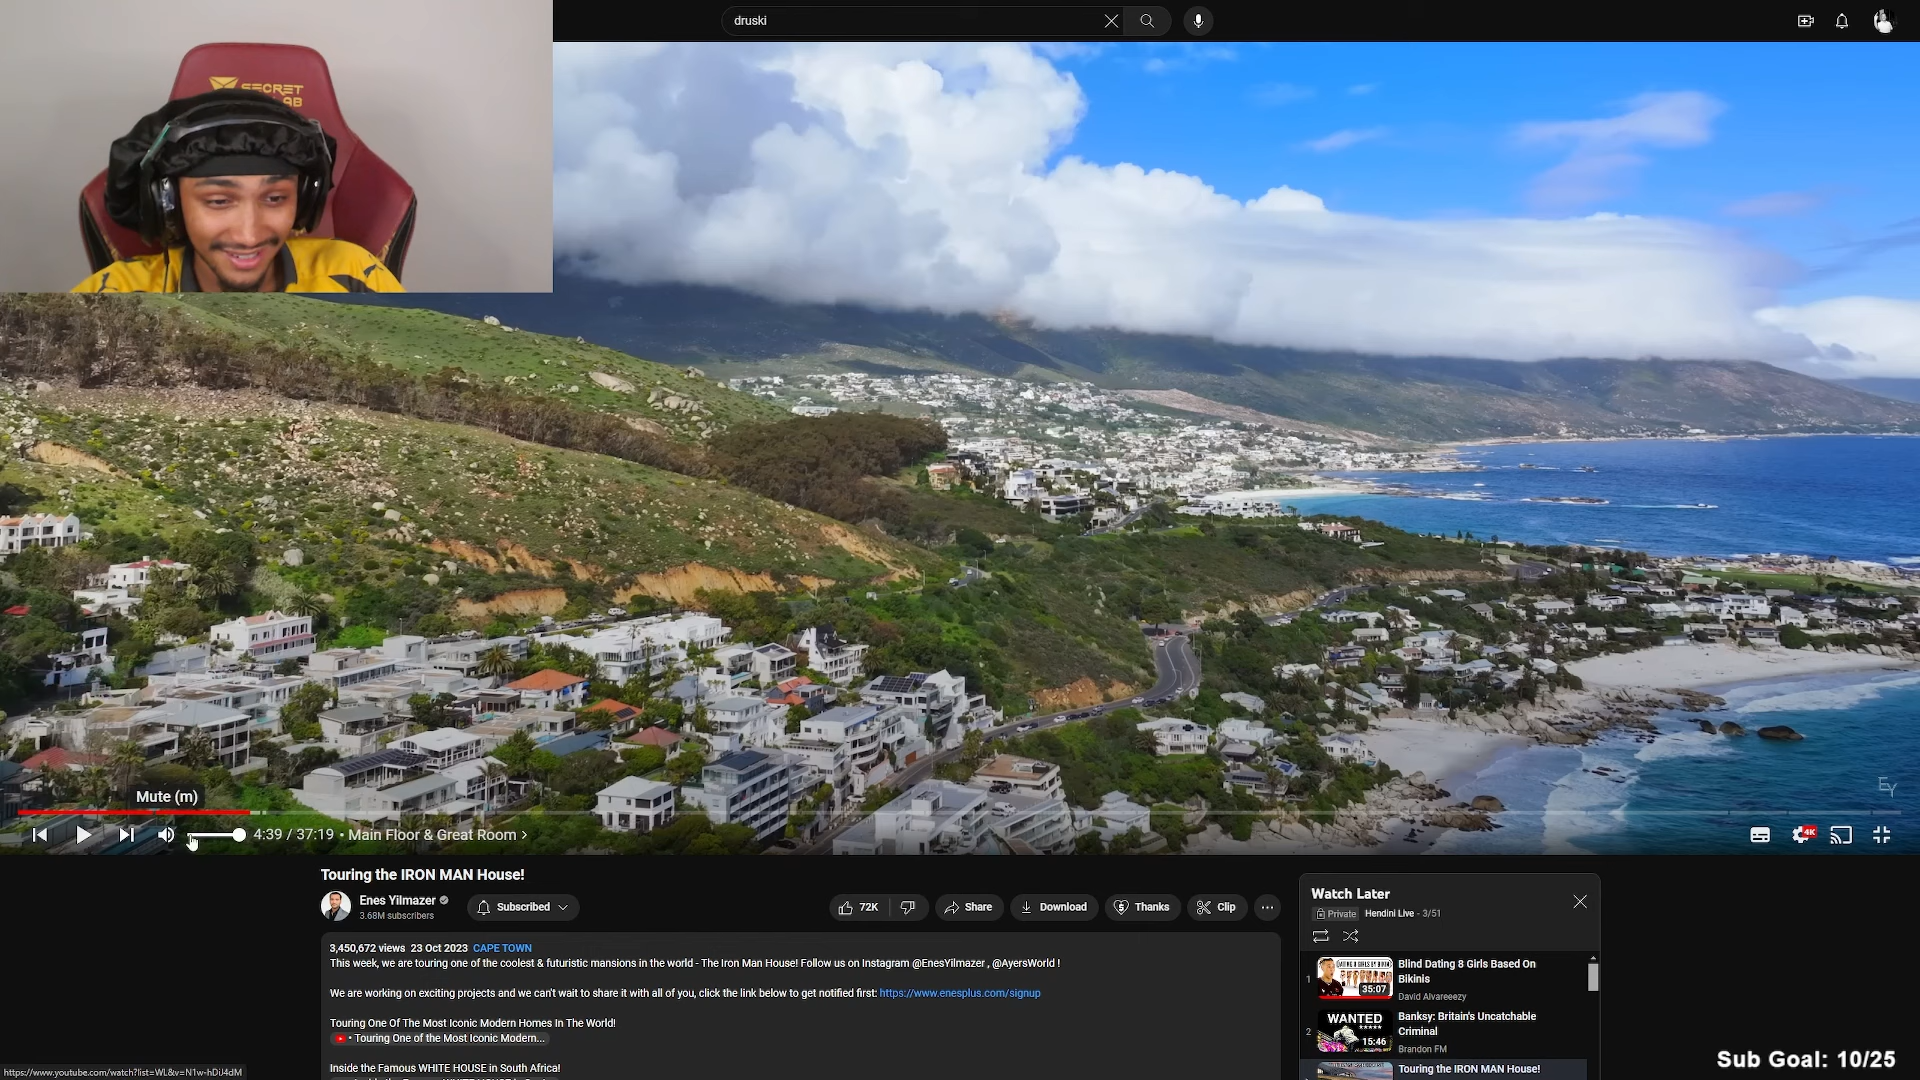 druski
SECRET
LAB
EY
Mute (m)
4:39 / 37:19 • Main Floor & Great Room >
4K
Touring the IRON MAN House!
Enes Yilmazer
3.68M subscribers
Subscribed
72K
Share
Download
Thanks
Clip
3,450,672 views 23 Oct 2023 CAPE TOWN
This week, we are touring one of the coolest & futuristic mansions in the world - The Iron Man House! Follow us on Instagram @EnesYilmazer , @AyersWorld !
We are working on exciting projects and we can't wait to share it with all of you, click the link below to get notified first: https://www.enesplus.com/signup
Touring One Of The Most Iconic Modern Homes In The World!
• Touring One of the Most Iconic Modern...
Inside the Famous WHITE HOUSE in South Africa!
Watch Later
Private Hendini Live - 3/51
1
35:07
Blind Dating 8 Girls Based On
Bikinis
David Alvareeezy
2
WANTED
15:46
Banksy: Britain's Uncatchable
Criminal
Brandon FM
Touring the IRON MAN House!
Sub Goal: 10/25
https://www.youtube.com/watch?list=WL&v=N1w-hDiJ4dM